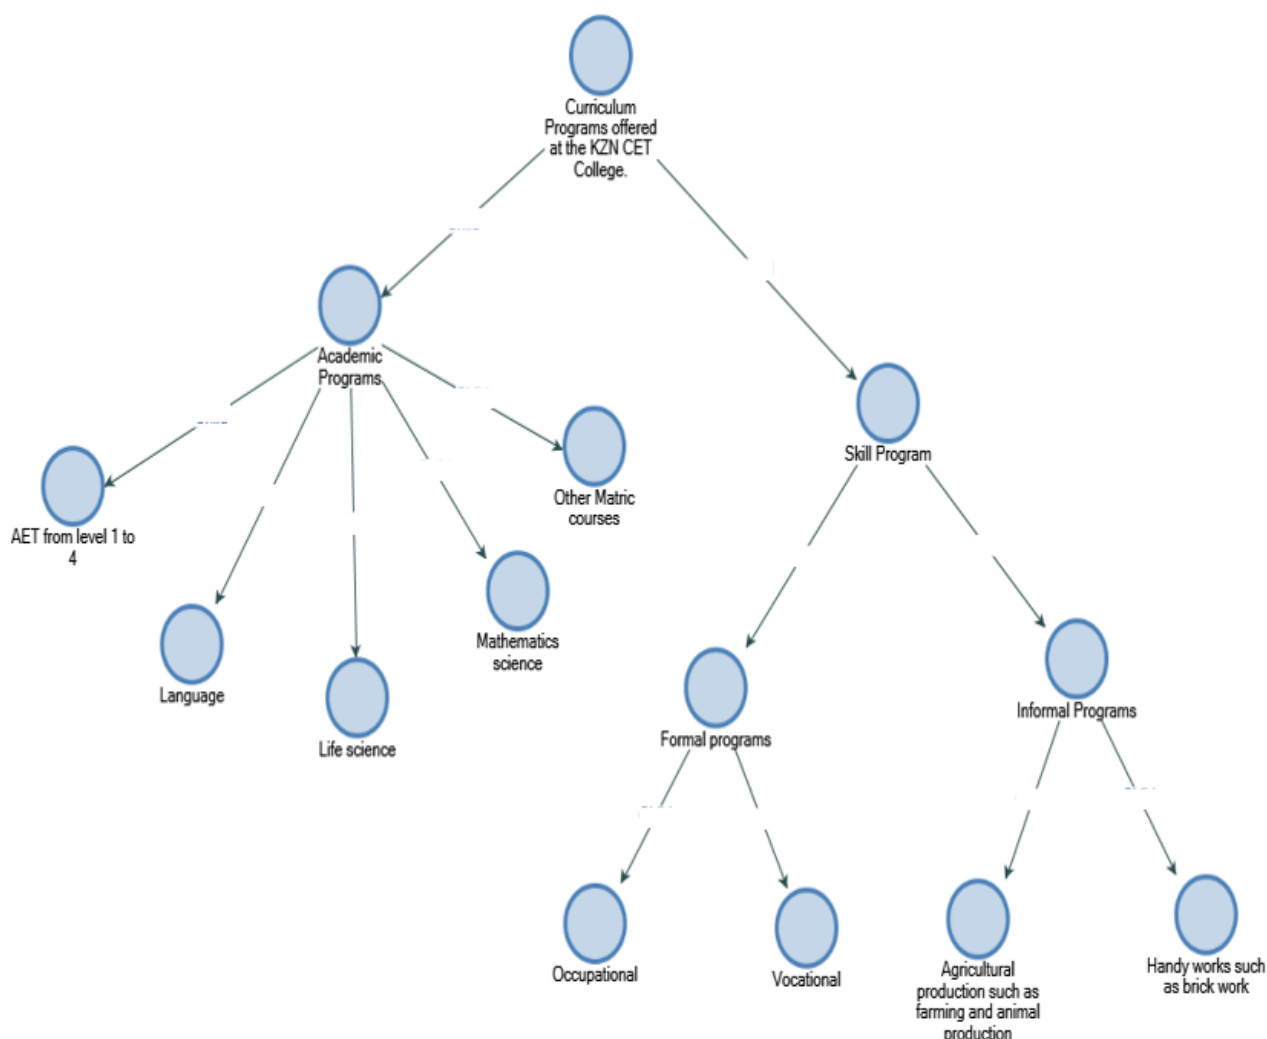 Curriculum
Programs offered
at the KZN CET
College.
Academic
Programs
Skill Program
Other Matric
courses
AET from level 1 to
4
Mathematics
science
Language
Life science
Formal programs
Informal Programs
Occupational
Vocational
Agricultural
production such as
farming and animal
production
Handy works such
as brick work